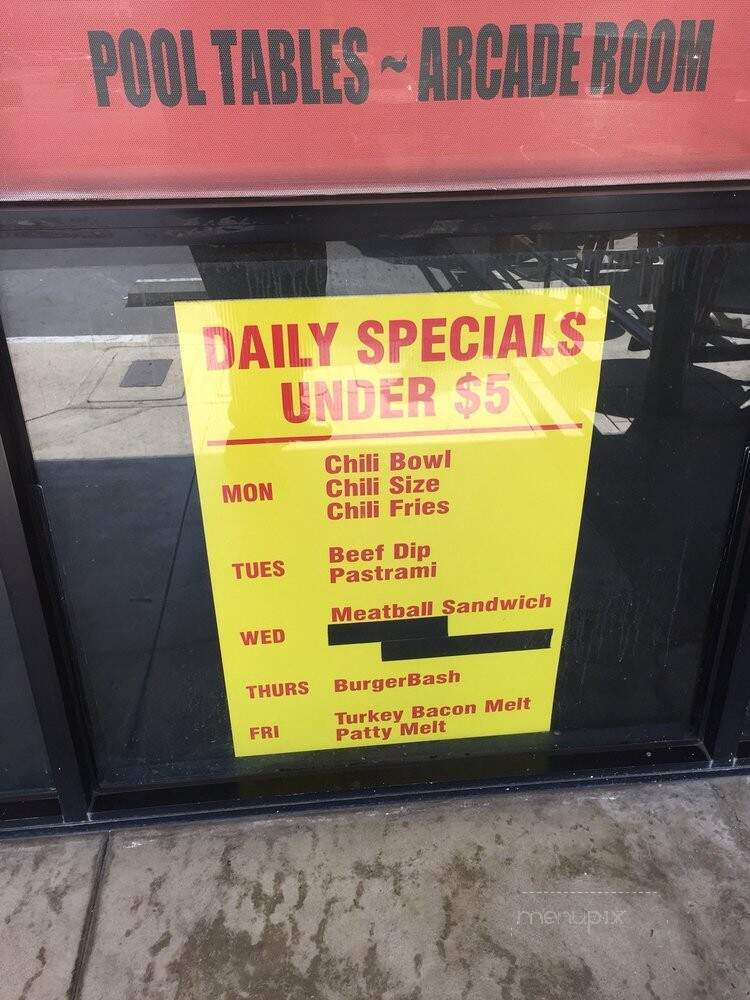 POOL TABLES ~ ARCADE ROOM
DAILY SPECIALS
UNDER $5
MON
Chili Bowl
Chili Size
Chili Fries
TUES
Beef Dip
Pastrami
WED
Meatball Sandwich
THURS BurgerBash
FRI
Turkey Bacon Melt
Patty Melt
menupix